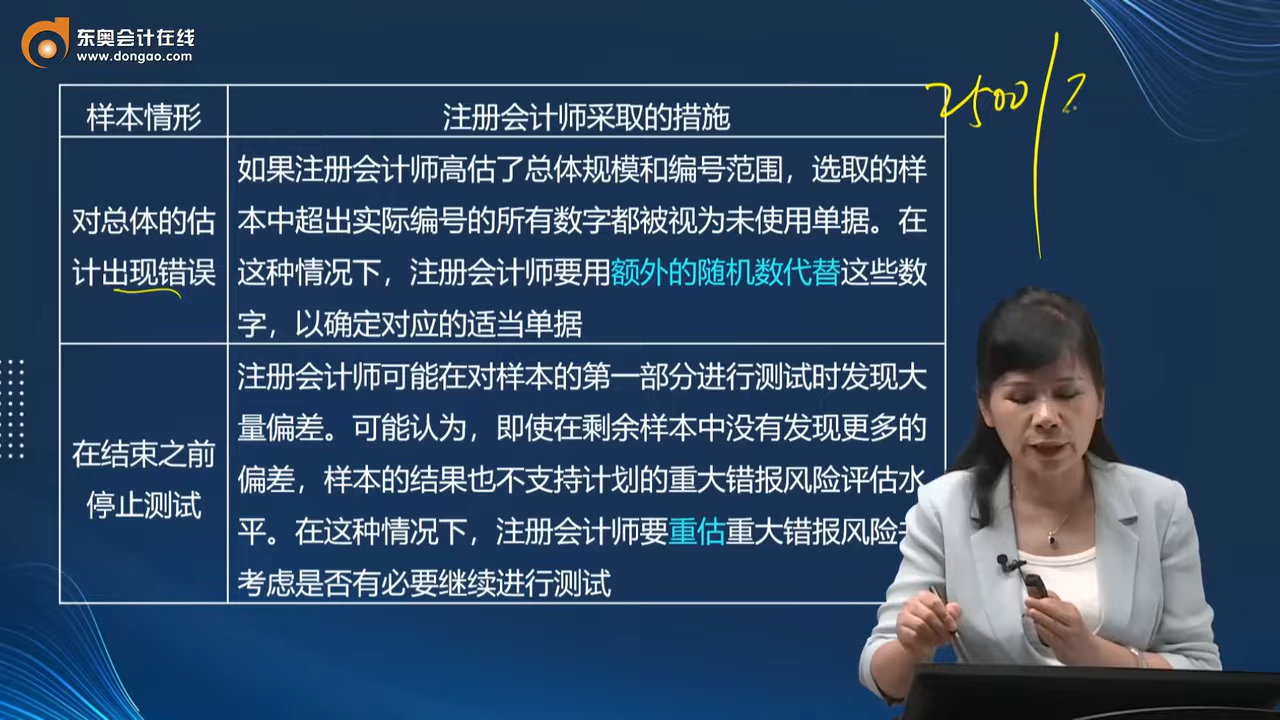 东奥会计在线
www.dongao.com
2500
样本情形
注册会计师采取的措施
对总体的估
计出现错误
如果注册会计师高估了总体规模和编号范围，选取的样
本中超出实际编号的所有数字都被视为未使用单据。在
这种情况下，注册会计师要用额外的随机数代替这些数
字，以确定对应的适当单据
在结束之前
停止测试
注册会计师可能在对样本的第一部分进行测试时发现大
量偏差。可能认为，即使在剩余样本中没有发现更多的
偏差，样本的结果也不支持计划的重大错报风险评估水
平。在这种情况下，注册会计师要重估重大错报风险
考虑是否有必要继续进行测试